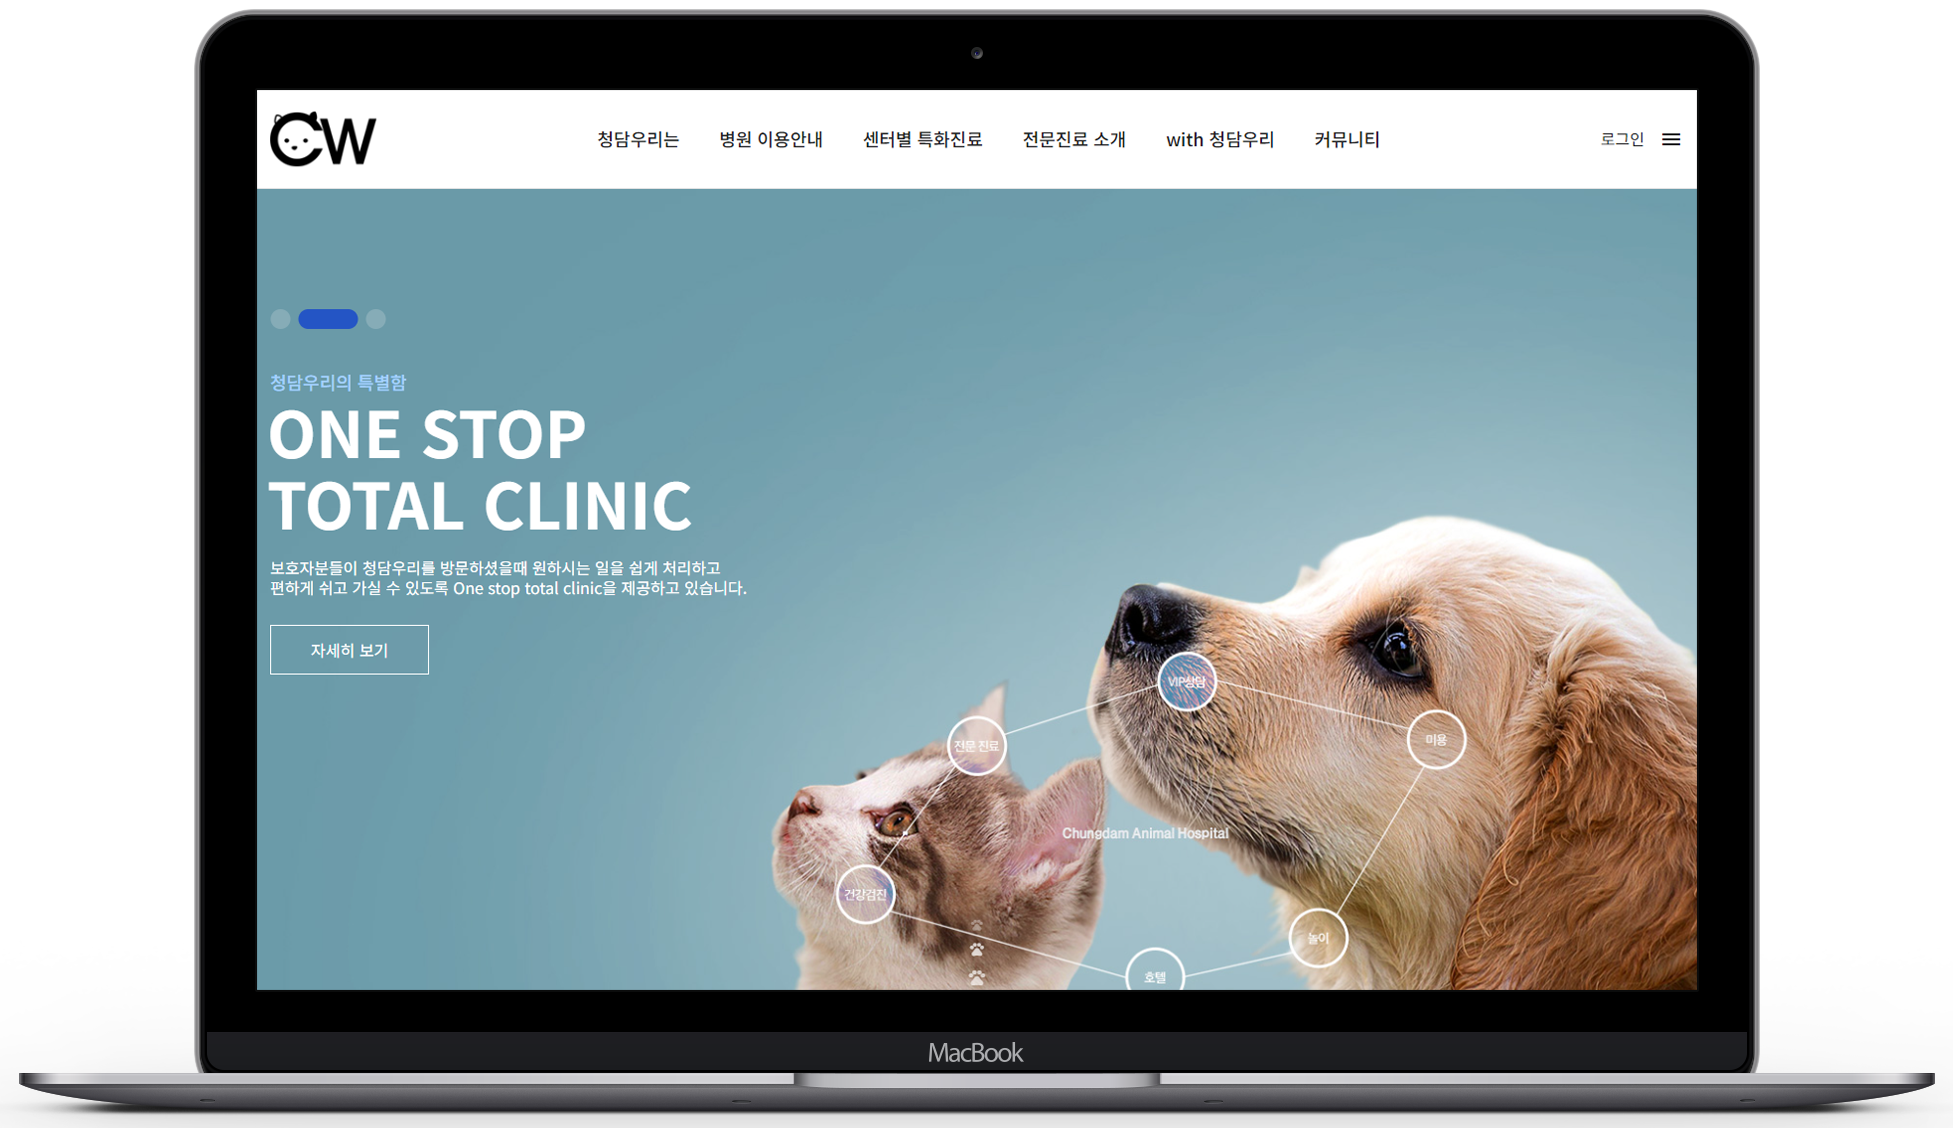 CW
청담우리는
병원 이용안내
센터별 특화진료
전문진료 소개
with 청담우리
커뮤니티
로그인
청담우리의 특별함
ONE STOP
TOTAL CLINIC
보호자분들이 청담우리를 방문하셨을때 원하시는 일을 쉽게 처리하고
편하게 쉬고 가실 수 있도록 One stop total clinic을 제공하고 있습니다.
자세히 보기
VIP상담
전문 진료
미용
Chungdam Animal Hospital
건강검진
놀이
호텔
MacBook